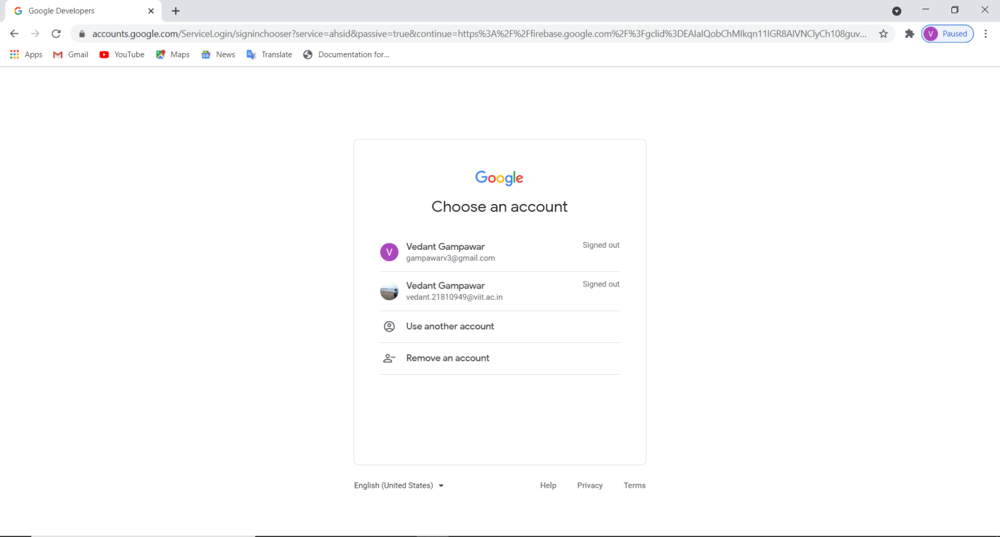 Google Developers
accounts.google.com/ServiceLogin/signinchooser?service=ahsid&passive=true&continue=https%3A%2F%2Ffirebase.google.com%2F%3Fgclid%3DEAIaIQobChMIkqn11IGR8AIVNClyCh108guv...
V Paused
Apps Gmail YouTube Maps News Translate Documentation for...
Google
Choose an account
V
Vedant Gampawar Signed out
gampawarv3@gmail.com
Vedant Gampawar Signed out
vedant.21810949@viit.ac.in
Use another account
Remove an account
English (United States) Help Privacy Terms